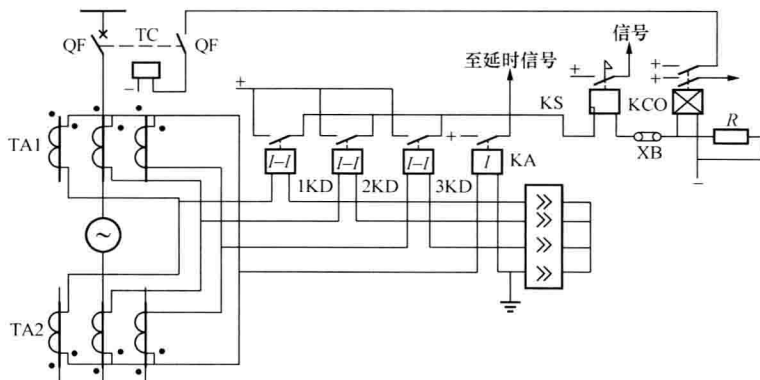 QF
TC
QF
信号
至延时信号
KS
KCO
R
XB
TA1
I–I
1KD
I–I
2KD
I–I
3KD
I
KA
TA2